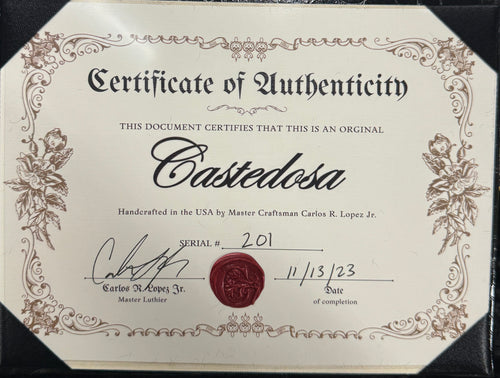 Certificate of Authenticity
THIS DOCUMENT CERTIFIES THAT THIS IS AN ORGINAL
Castedosa
Handcrafted in the USA by Master Craftsman Carlos R. Lopez Jr.
SERIAL # 201
11/13/23
Carlos R Lopez Jr.
Master Luthier
Date
of completion